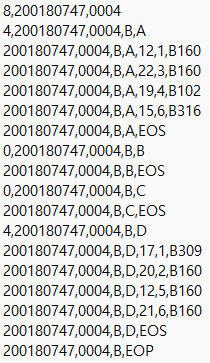 8,200180747,0004
4,200180747,0004,B,A
200180747,0004,B,A,12,1,B160
200180747,0004,B,A,22,3,B160
200180747,0004,B,A,19,4,B102
200180747,0004,B,A,15,6,B316
200180747,0004,B,A,EOS
0,200180747,0004,B,B
200180747,0004,B,B,EOS
0,200180747,0004,B,C
200180747,0004,B,C,EOS
4,200180747,0004,B,D
200180747,0004,B,D,17,1,B309
200180747,0004,B,D,20,2,B160
200180747,0004,B,D,12,5,B160
200180747,0004,B,D,21,6,B160
200180747,0004,B,D,EOS
200180747,0004,B,EOP